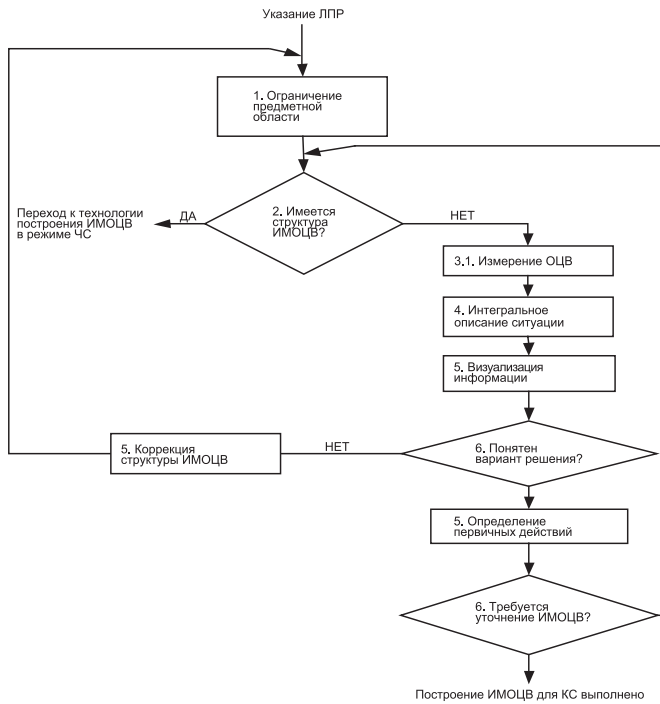 Указание ЛПР
1. Ограничение
предметной
области
Переход к технологии
построения ИМОЦВ
в режиме ЧС
ДА
2. Имеется
структура
ИМОЦВ?
НЕТ
3.1. Измерение ОЦВ
4. Интегральное
описание ситуации
5. Визуализация
информации
5. Коррекция
структуры ИМОЦВ
НЕТ
6. Понятен
вариант решения?
5. Определение
первичных действий
6. Требуется
уточнение ИМОЦВ?
Построение ИМОЦВ для КС выполнено